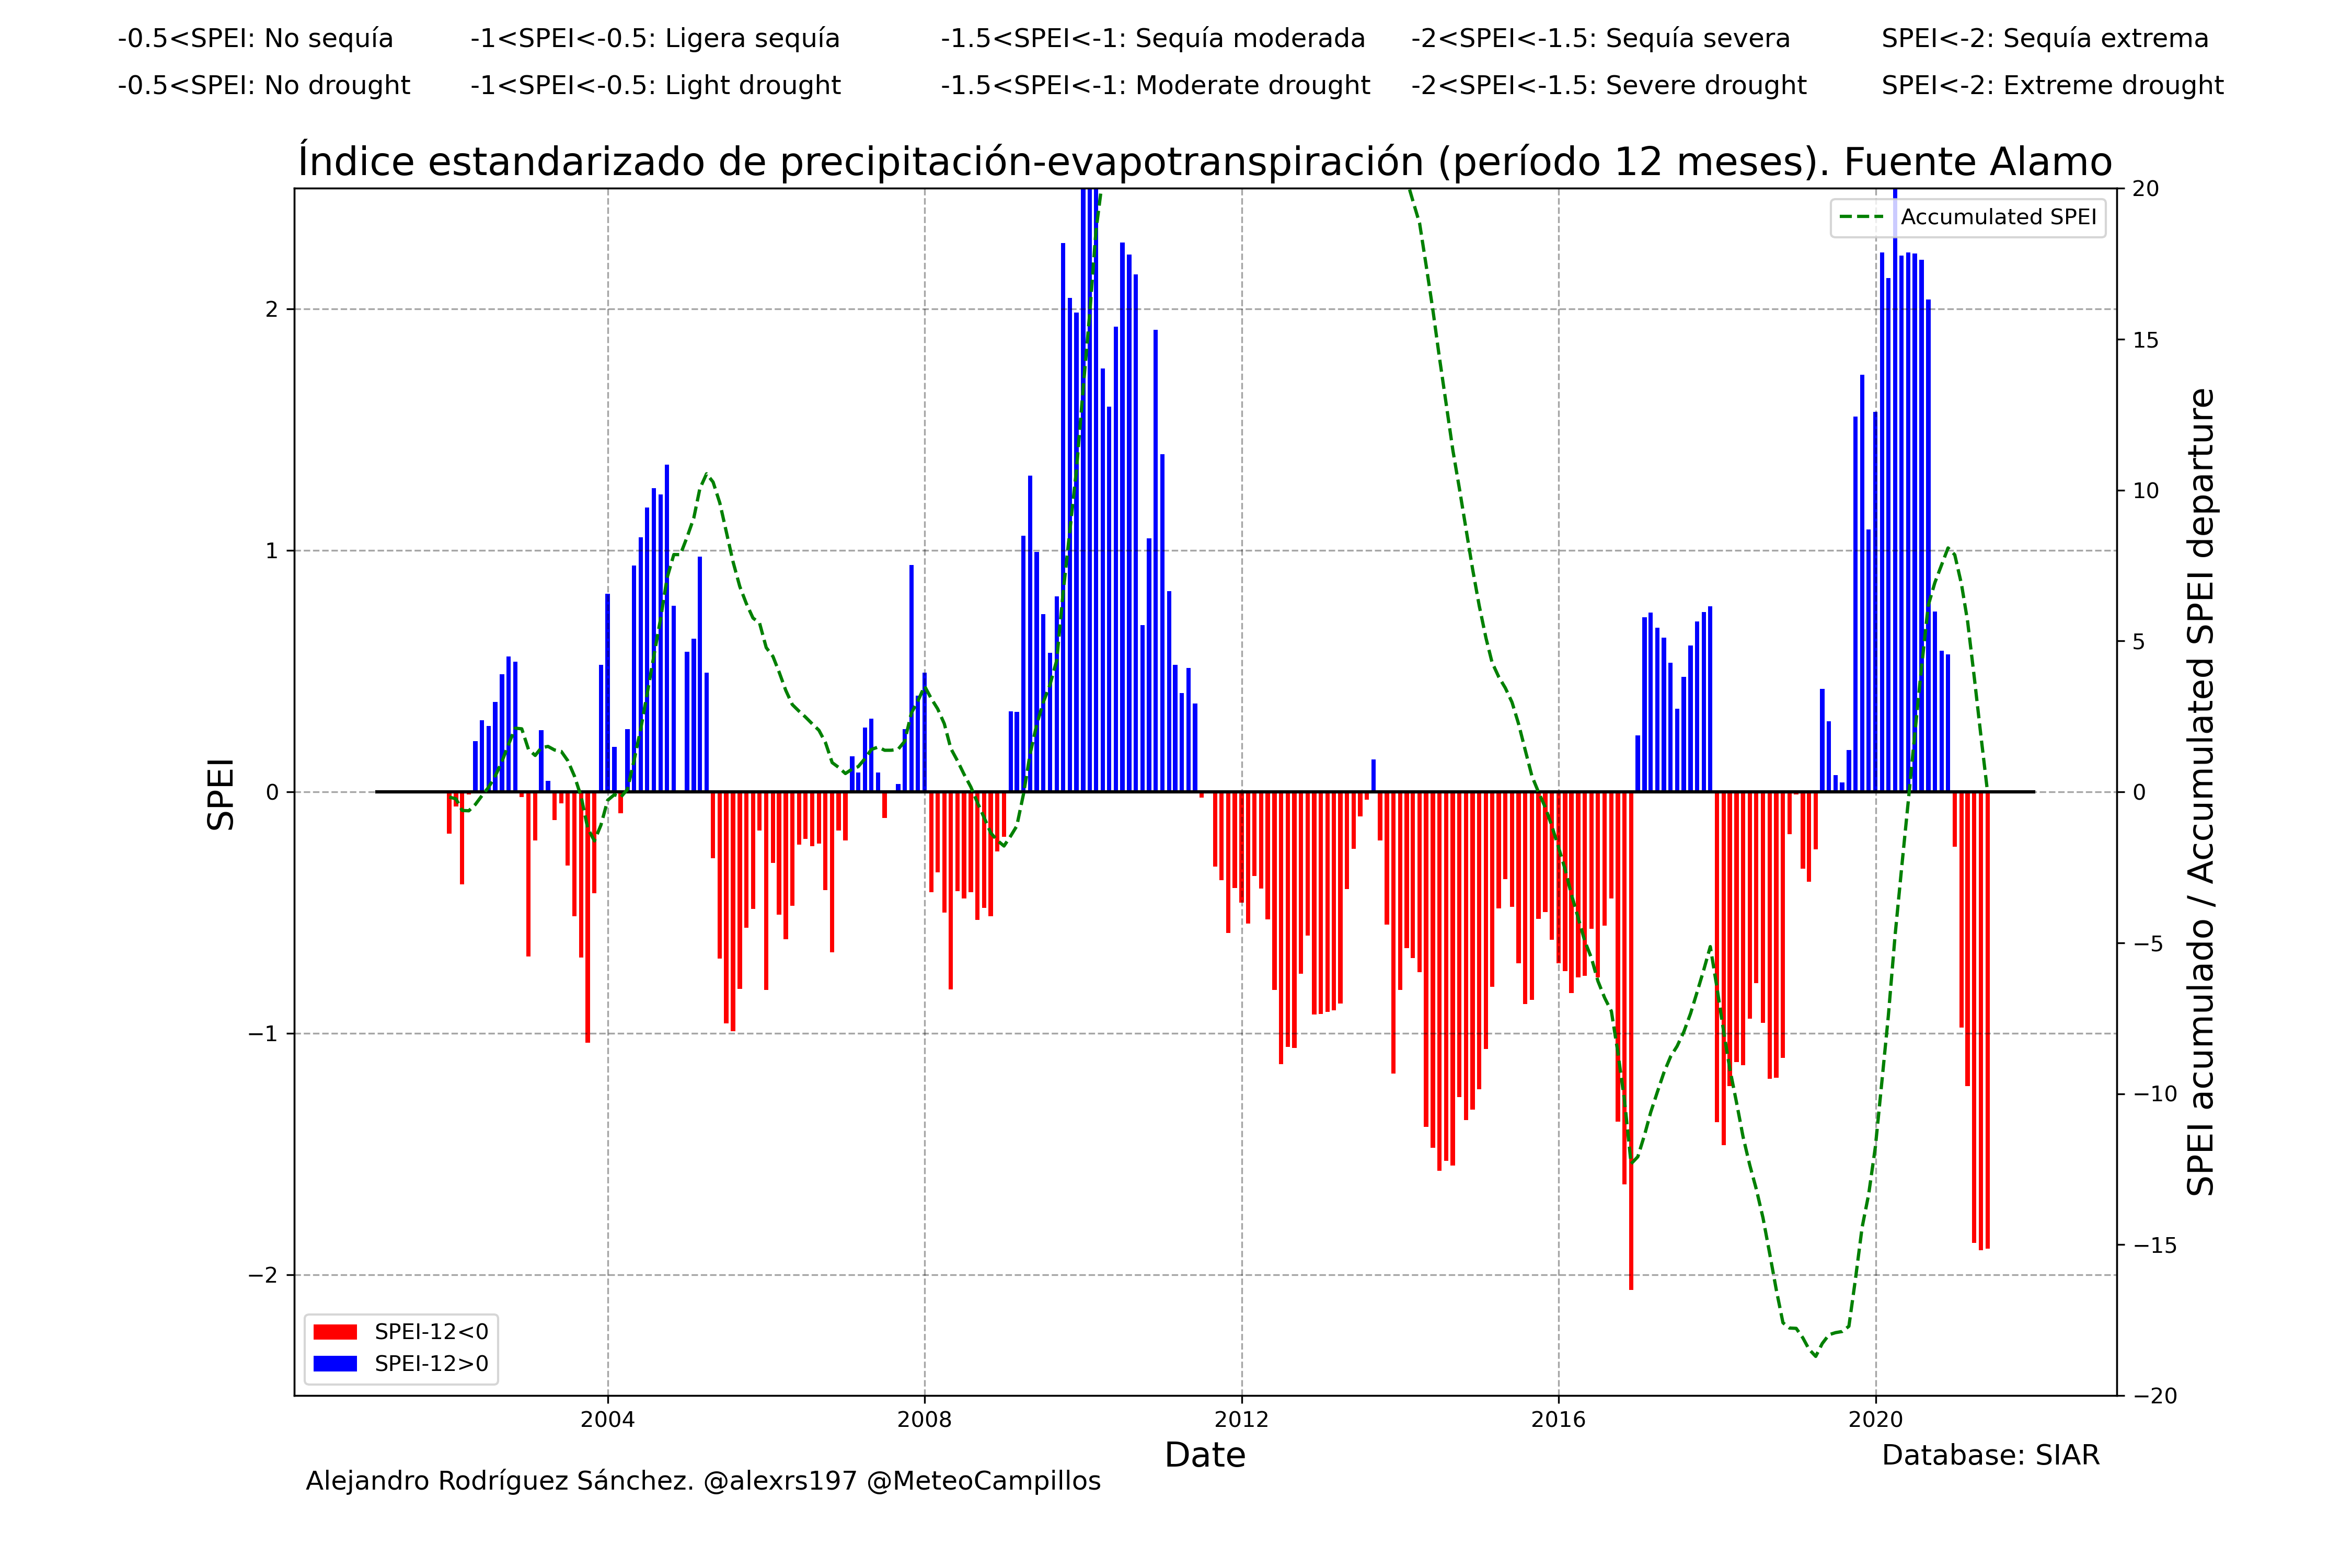 -0.5<SPEI: No sequía -1<SPEI<-0.5: Ligera sequía -1.5<SPEI<-1: Sequía moderada -2<SPEI<-1.5: Sequía severa SPEI<-2: Sequía extrema
-0.5<SPEI: No drought -1<SPEI<-0.5: Light drought -1.5<SPEI<-1: Moderate drought -2<SPEI<-1.5: Severe drought SPEI<-2: Extreme drought
Índice estandarizado de precipitación-evapotranspiración (período 12 meses). Fuente Alamo
Accumulated SPEI
SPEI
2
1
0
−1
−2
20
15
10
5
0
−5
−10
−15
−20
SPEI acumulado / Accumulated SPEI departure
SPEI-12<0
SPEI-12>0
2004 2008 2012 2016 2020
Date
Database: SIAR
Alejandro Rodríguez Sánchez. @alexrs197 @MeteoCampillos